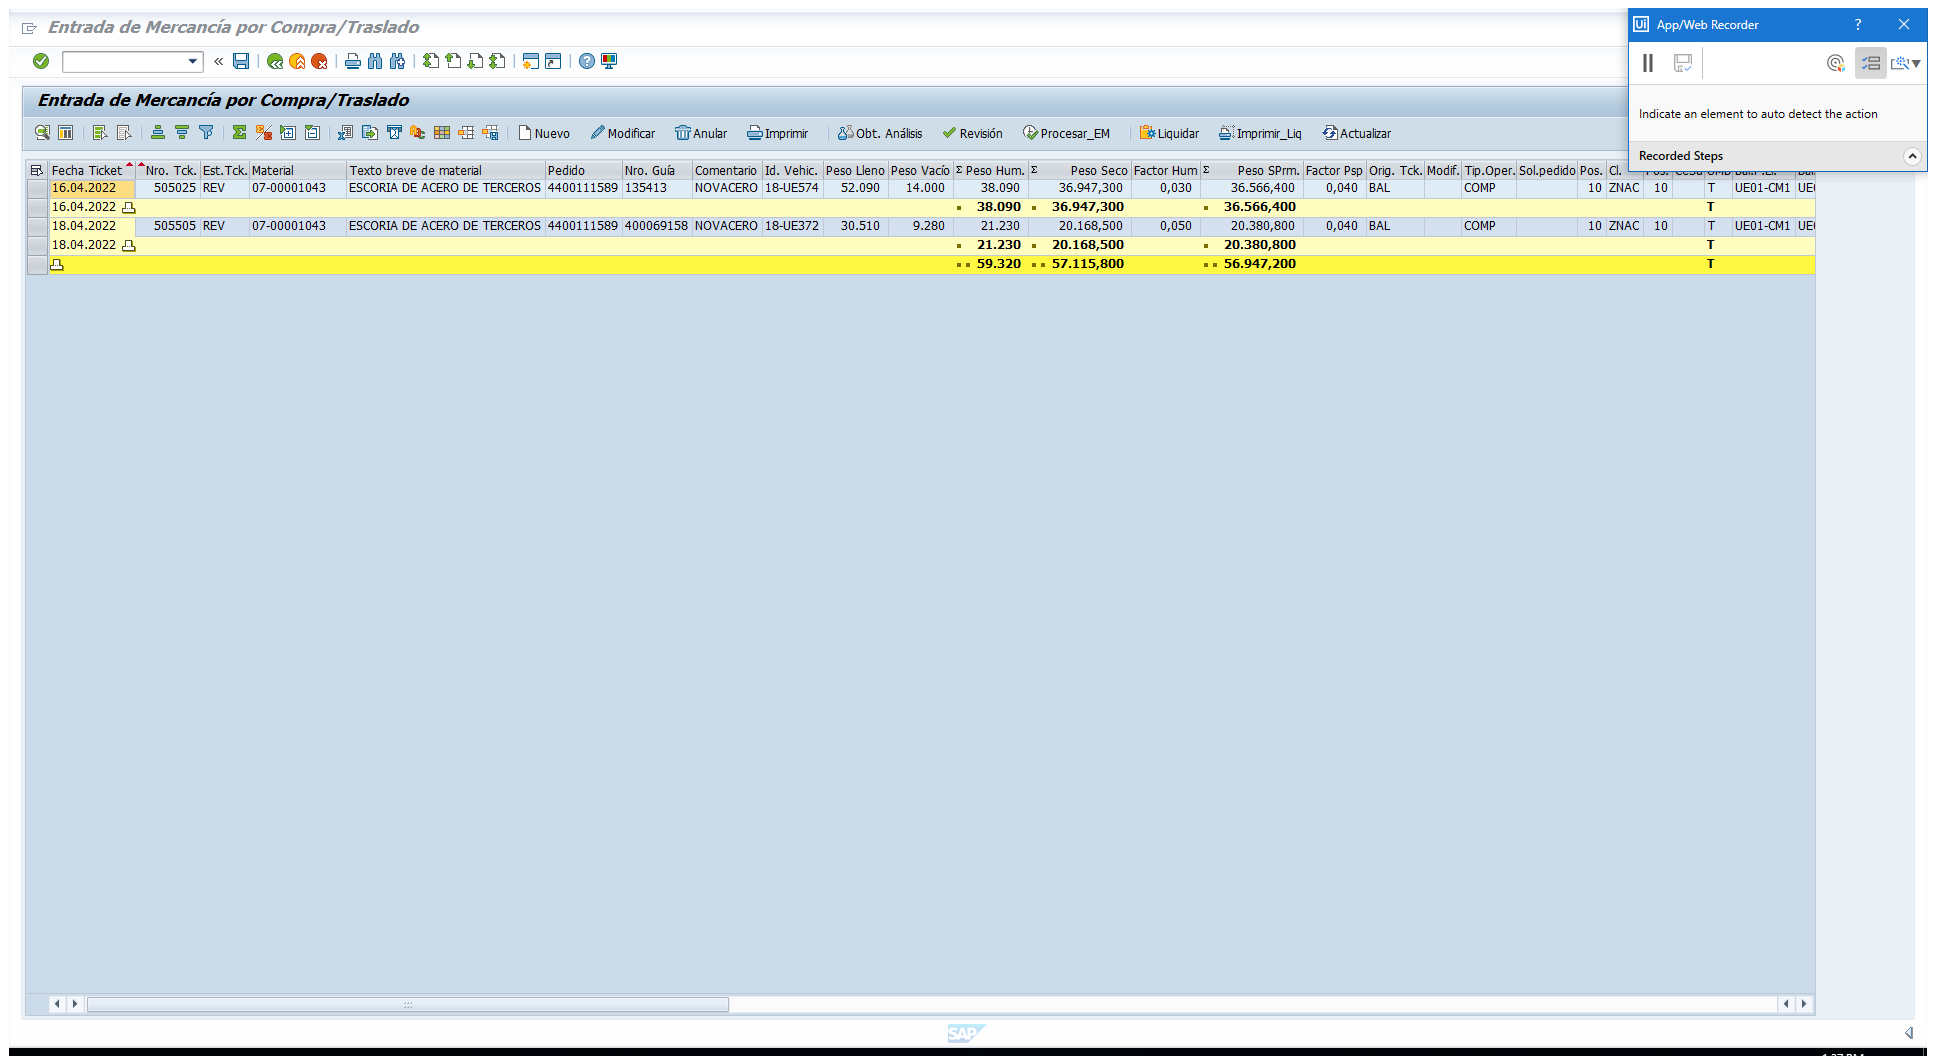 Entrada de Mercancía por Compra/Traslado
Ui App/Web Recorder ? ✕
«
Indicate an element to auto detect the action
Recorded Steps
Entrada de Mercancía por Compra/Traslado
Nuevo Modificar Anular Imprimir Obt. Análisis Revisión Procesar_EM Liquidar Imprimir_Liq Actualizar
Fecha Ticket Nro. Tck. Est.Tck. Material Texto breve de material Pedido Nro. Guía Comentario Id. Vehic. Peso Lleno Peso Vacío Σ Peso Hum. Σ Peso Seco Factor Hum Σ Peso SPrm. Factor Psp Orig. Tck. Modif. Tip.Oper. Sol.pedido Pos. Cl.
16.04.2022 505025 REV 07-00001043 ESCORIA DE ACERO DE TERCEROS 4400111589 135413 NOVACERO 18-UE574 52.090 14.000 38.090 36.947,300 0,030 36.566,400 0,040 BAL COMP 10 ZNAC 10 T UE01-CM1
16.04.2022 38.090 36.947,300 36.566,400 T
18.04.2022 505505 REV 07-00001043 ESCORIA DE ACERO DE TERCEROS 4400111589 400069158 NOVACERO 18-UE372 30.510 9.280 21.230 20.168,500 0,050 20.380,800 0,040 BAL COMP 10 ZNAC 10 T UE01-CM1
18.04.2022 21.230 20.168,500 20.380,800 T
59.320 57.115,800 56.947,200 T
SAP